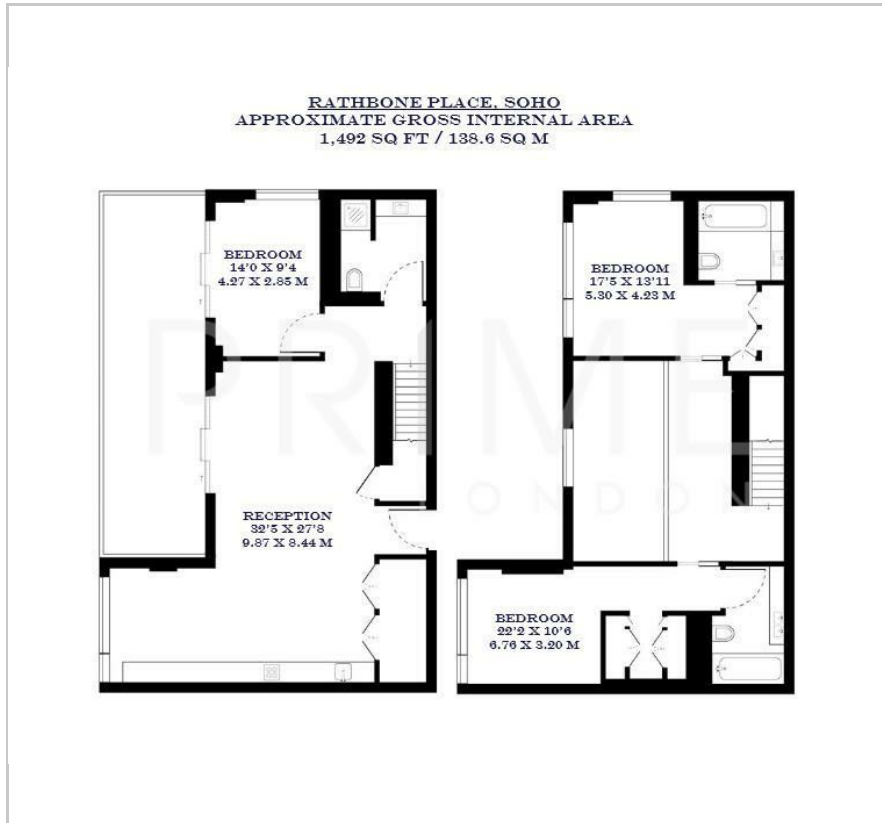 RATHBONE PLACE, SOHO
APPROXIMATE GROSS INTERNAL AREA
1,492 SQ FT / 138.6 SQ M
BEDROOM
14'0 X 9'4
4.27 X 2.85 M
BEDROOM
17'5 X 13'11
5.30 X 4.23 M
PRIME
LONDON
RECEPTION
32'5 X 27'8
9.87 X 8.44 M
BEDROOM
22'2 X 10'6
6.76 X 3.20 M